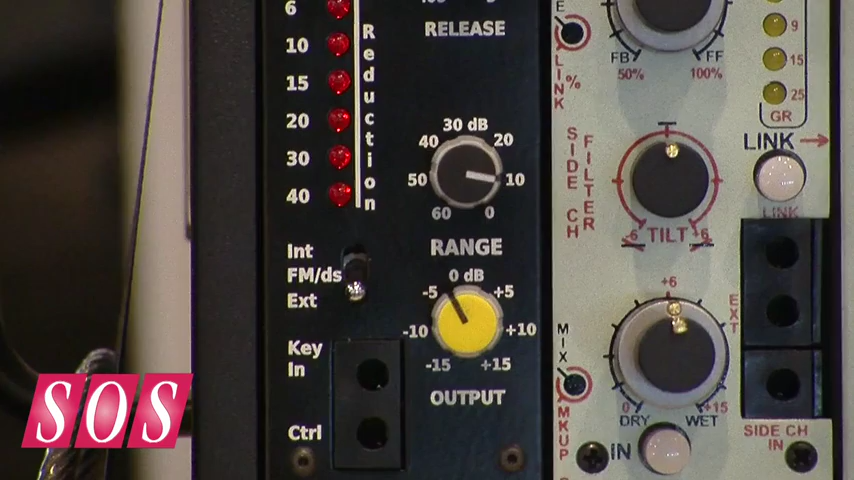 6
10
15
20
30
40
Reduction
RELEASE
30 dB
40 20
50 10
60 0
RANGE
Int
FM/ds
Ext
0 dB
-5 +5
-10 +10
-15 +15
OUTPUT
Key
In
Ctrl
LINK
%
FB FF
50% 100%
9
15
25
GR
SIDE CH
FILTER
LINK
LINK
-6 TILT +6
+6
EXT
MIX
MKUP
0 +15
DRY WET
IN
SIDE CH
IN
SOS